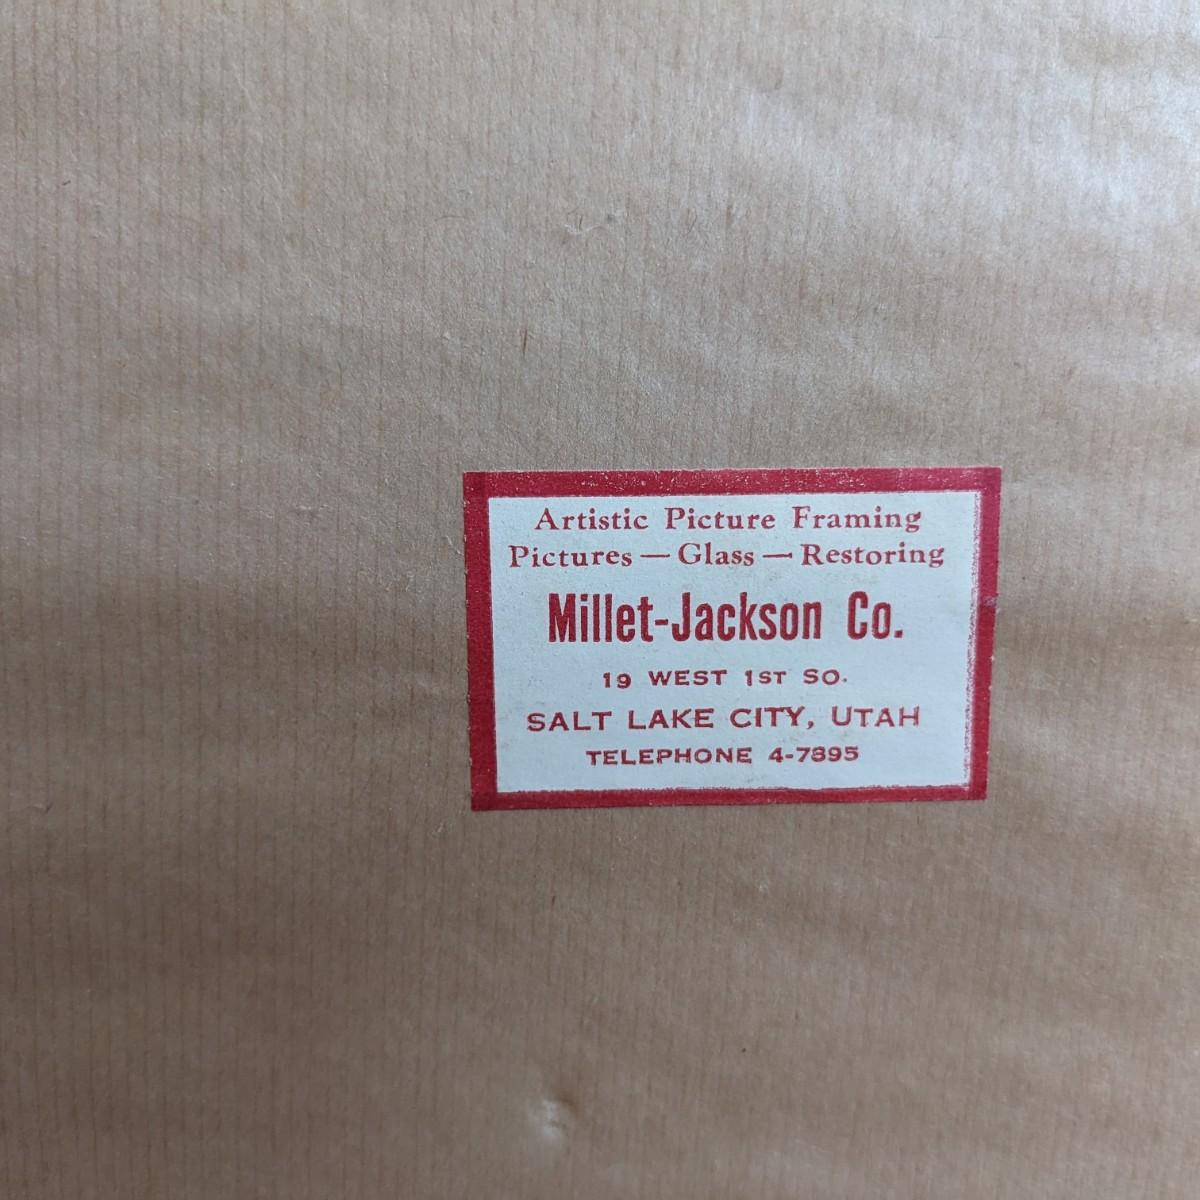 Artistic Picture Framing
Pictures — Glass — Restoring
Millet-Jackson Co.
19 WEST 1ST SO.
SALT LAKE CITY, UTAH
TELEPHONE 4-7895